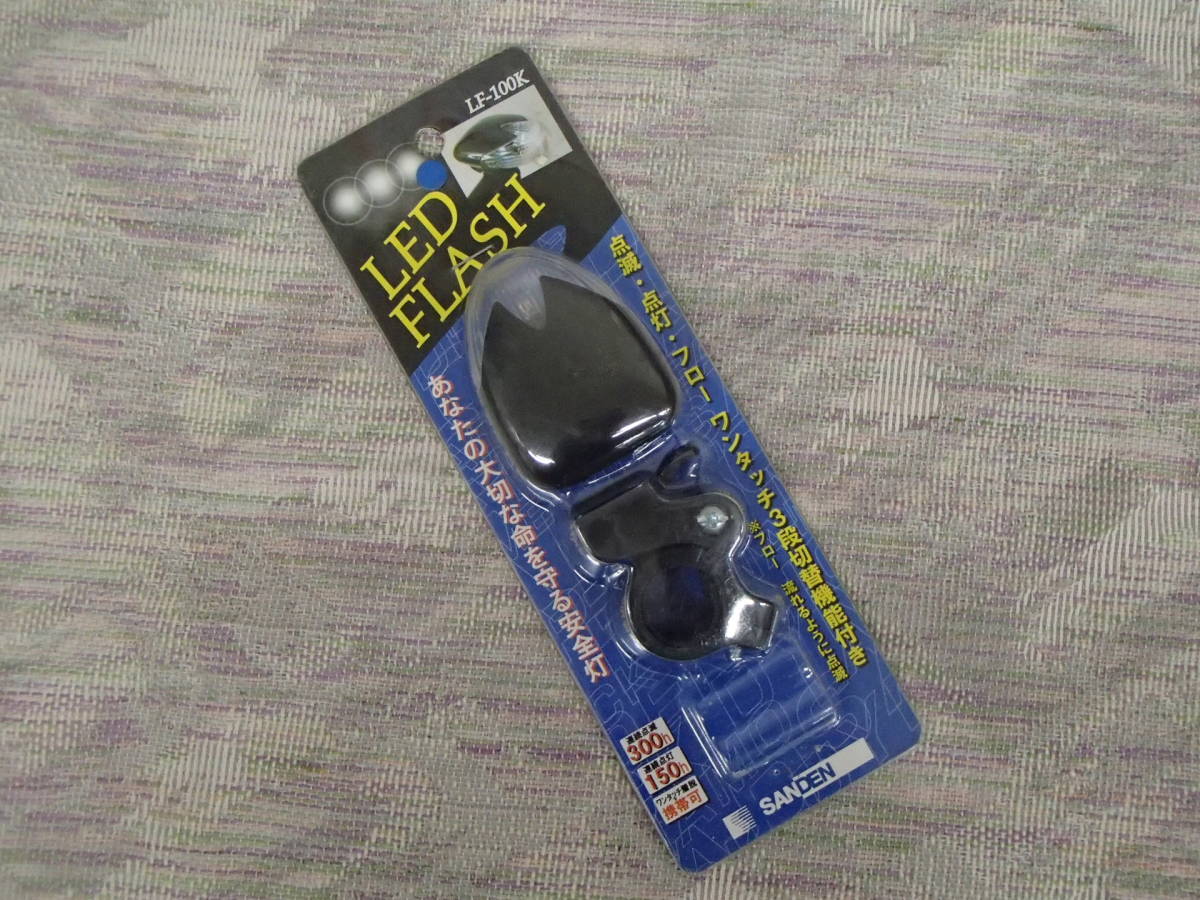 LF-100K
LED
FLASH
点滅・点灯・フロー ワンタッチ3段切替機能付き
※フロー 流れるように点滅
あなたの大切な命を守る安全灯
連続点滅
300h
連続点灯
150h
ワンタッチ着脱
携帯可
SANDEN